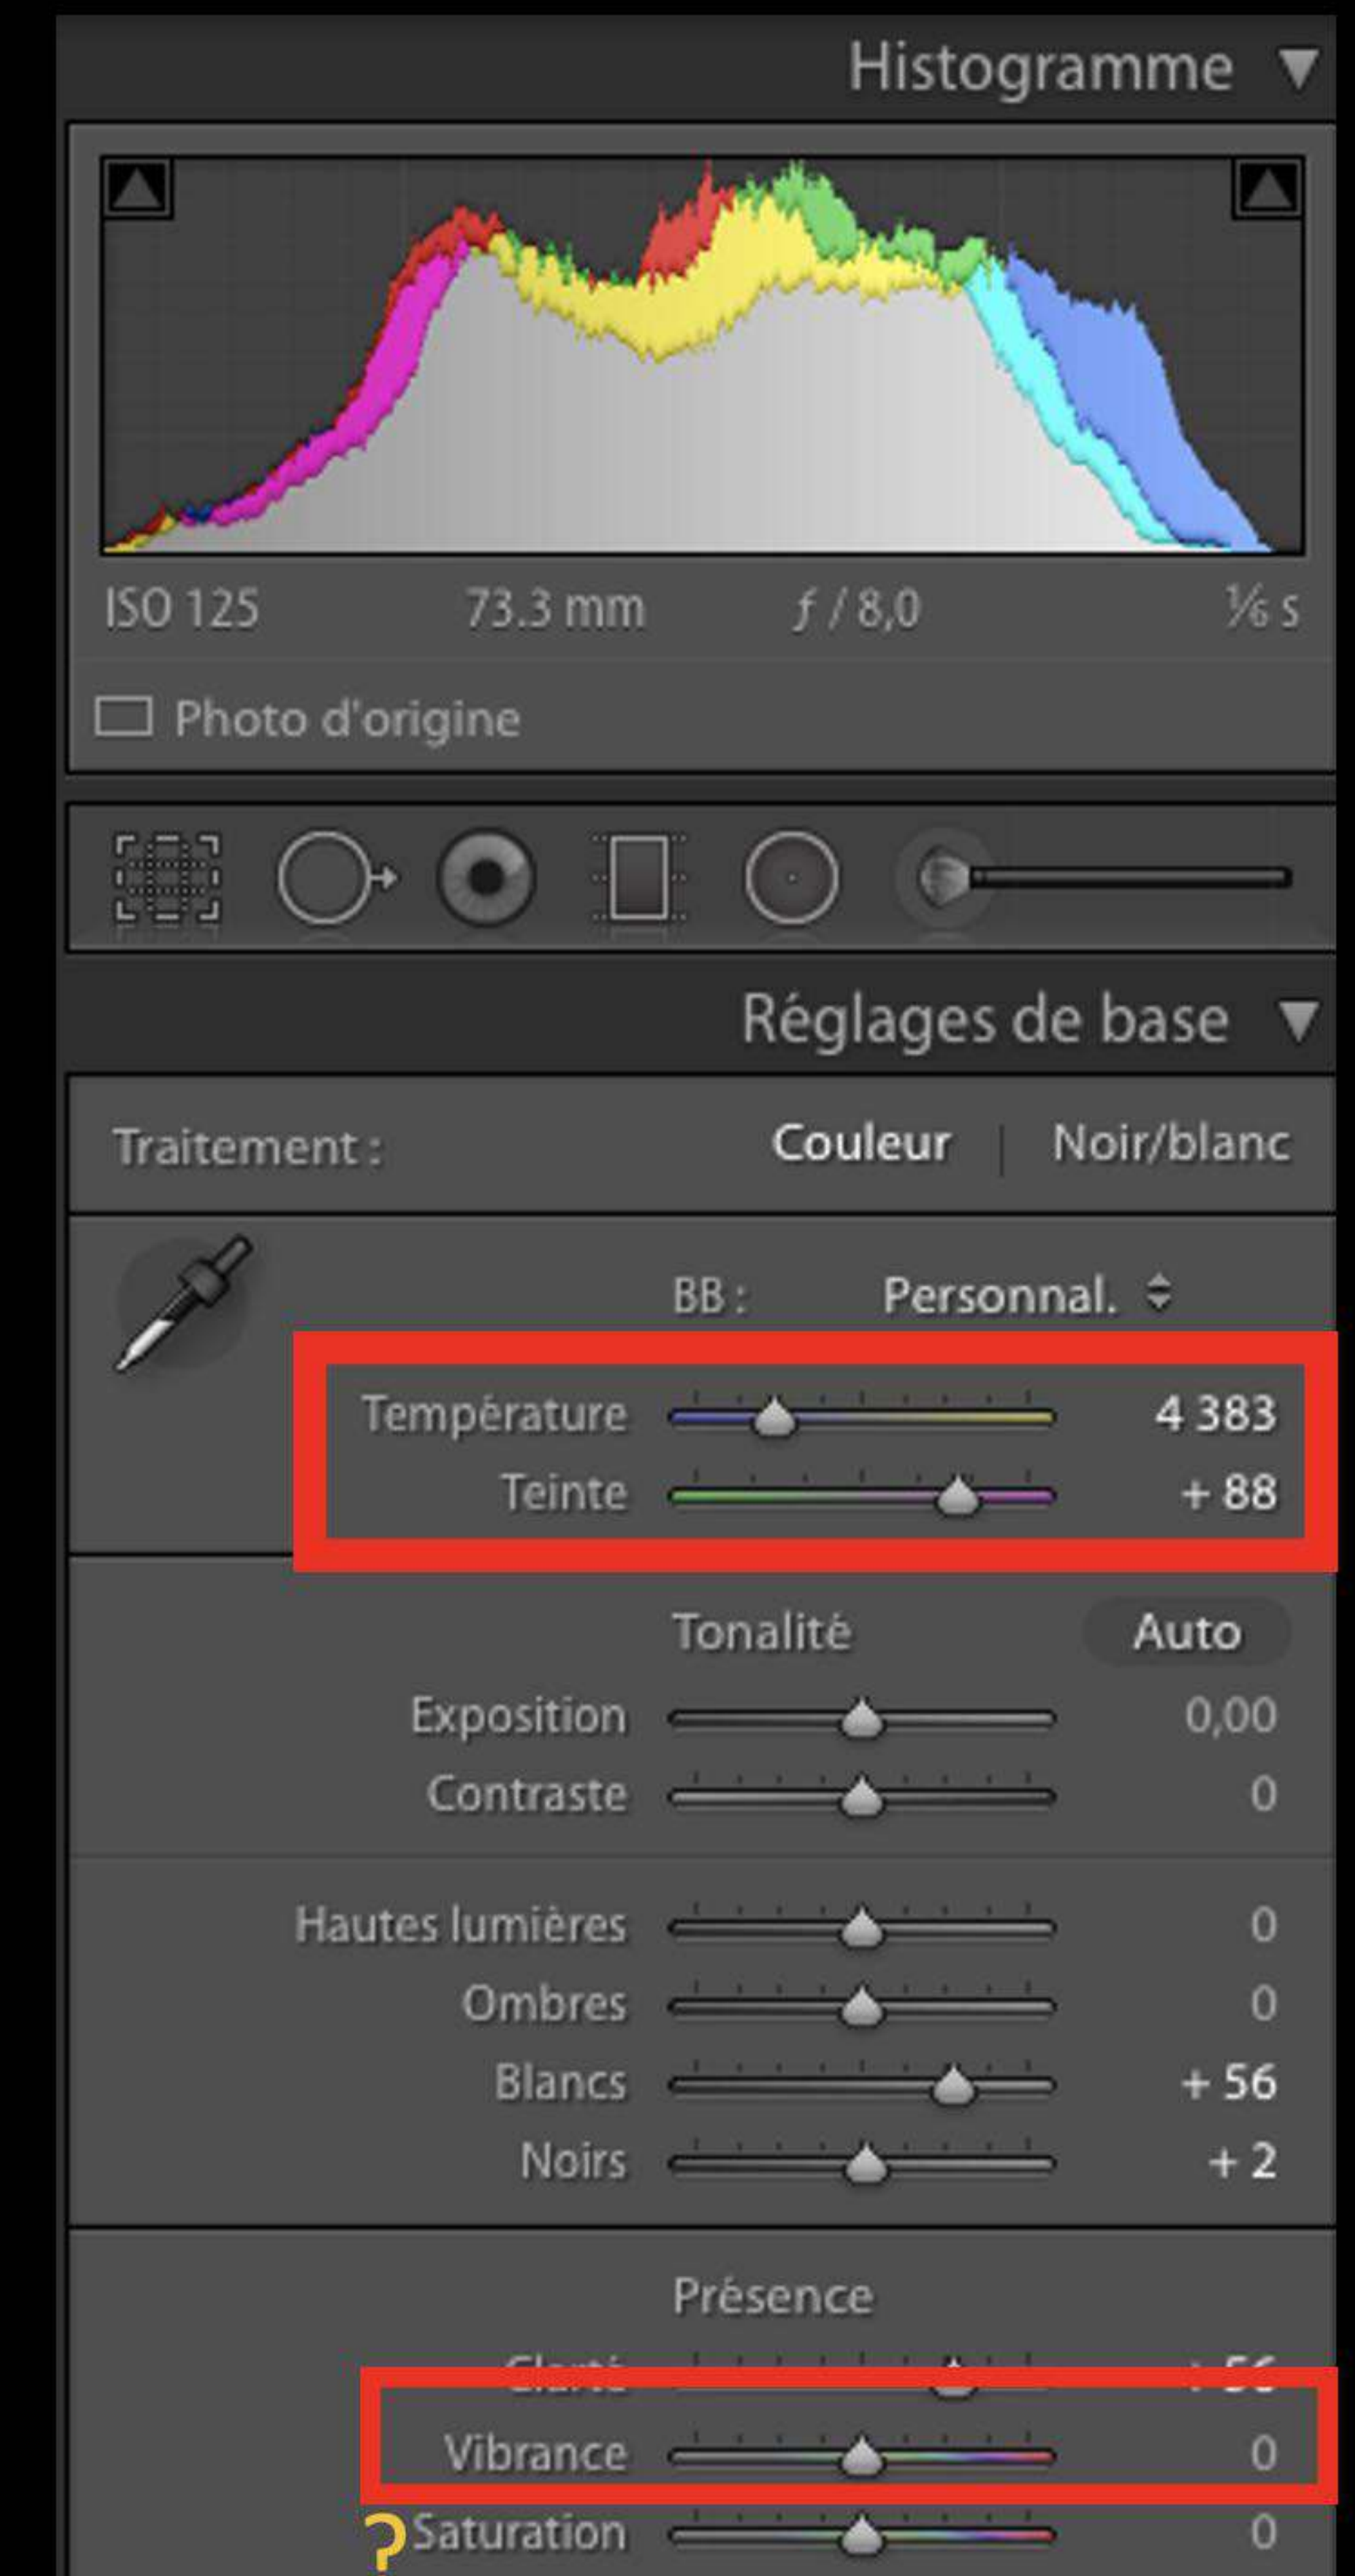 Histogramme
ISO 125 73.3 mm ƒ / 8,0 ⅙ s
Photo d'origine
Réglages de base
Traitement : Couleur | Noir/blanc
BB : Personnal.
Température 4 383
Teinte + 88
Tonalité Auto
Exposition 0,00
Contraste 0
Hautes lumières 0
Ombres 0
Blancs + 56
Noirs + 2
Présence
Clarté + 56
Vibrance 0
? Saturation 0